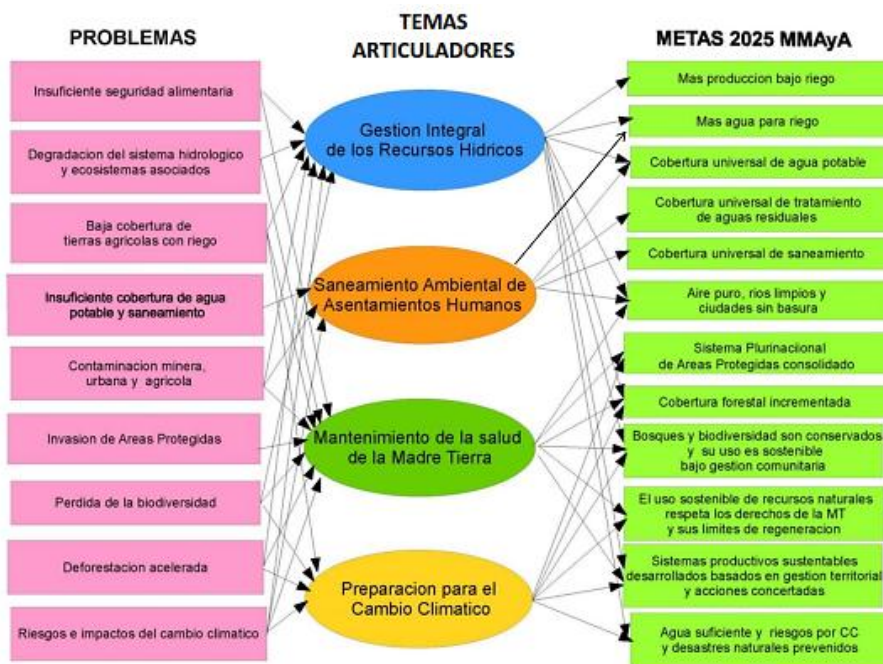 PROBLEMAS
TEMAS
ARTICULADORES
METAS 2025 MMAyA
Insuficiente seguridad alimentaria
Degradacion del sistema hidrologico
y ecosistemas asociados
Baja cobertura de
tierras agricolas con riego
Insuficiente cobertura de agua
potable y saneamiento
Contaminacion minera,
urbana y agricola
Invasion de Areas Protegidas
Perdida de la biodiversidad
Deforestacion acelerada
Riesgos e impactos del cambio climatico
Gestion Integral
de los Recursos Hidricos
Saneamiento Ambiental de
Asentamientos Humanos
Mantenimiento de la salud
de la Madre Tierra
Preparacion para el
Cambio Climatico
Mas produccion bajo riego
Mas agua para riego
Cobertura universal de agua potable
Cobertura universal de tratamiento
de aguas residuales
Cobertura universal de saneamiento
Aire puro, rios limpios y
ciudades sin basura
Sistema Plurinaciional
de Areas Protegidas consolidado
Cobertura forestal incrementada
Bosques y biodiversidad son conservados
y su uso es sostenible
bajo gestion comunitaria
El uso sostenible de recursos naturales
respeta los derechos de la MT
y sus limites de regeneracion
Sistemas productivos sustentables
desarrollados basados en gestion territorial
y acciones concertadas
Agua suficiente y riesgos por CC
y desastres naturales prevenidos